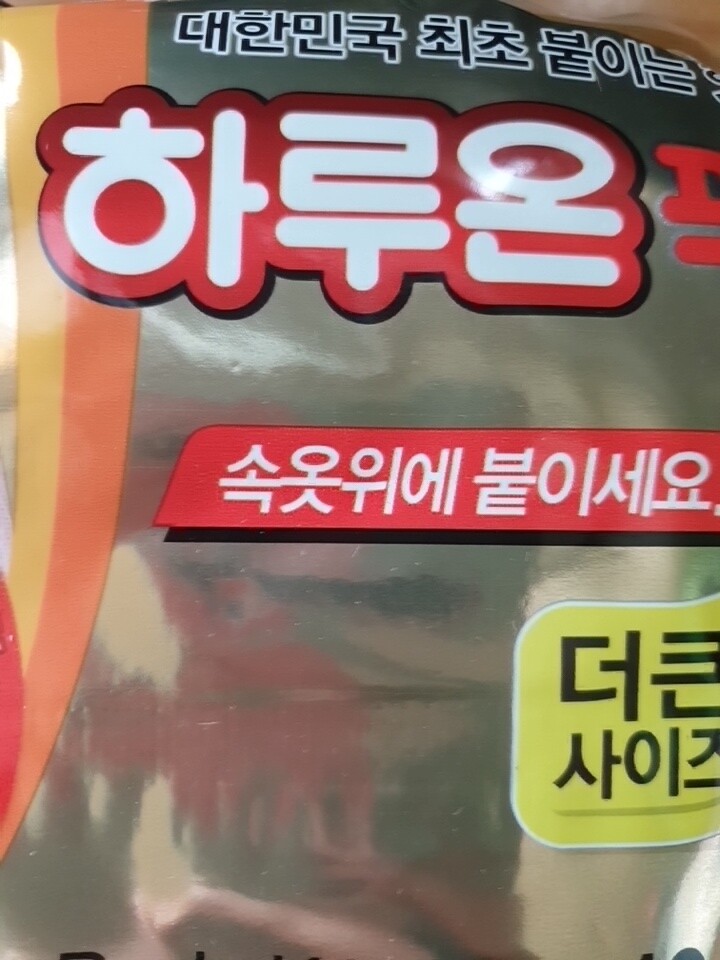 대한민국 최초 붙이는
하루온
속옷위에 붙이세요.
더큰
사이즈